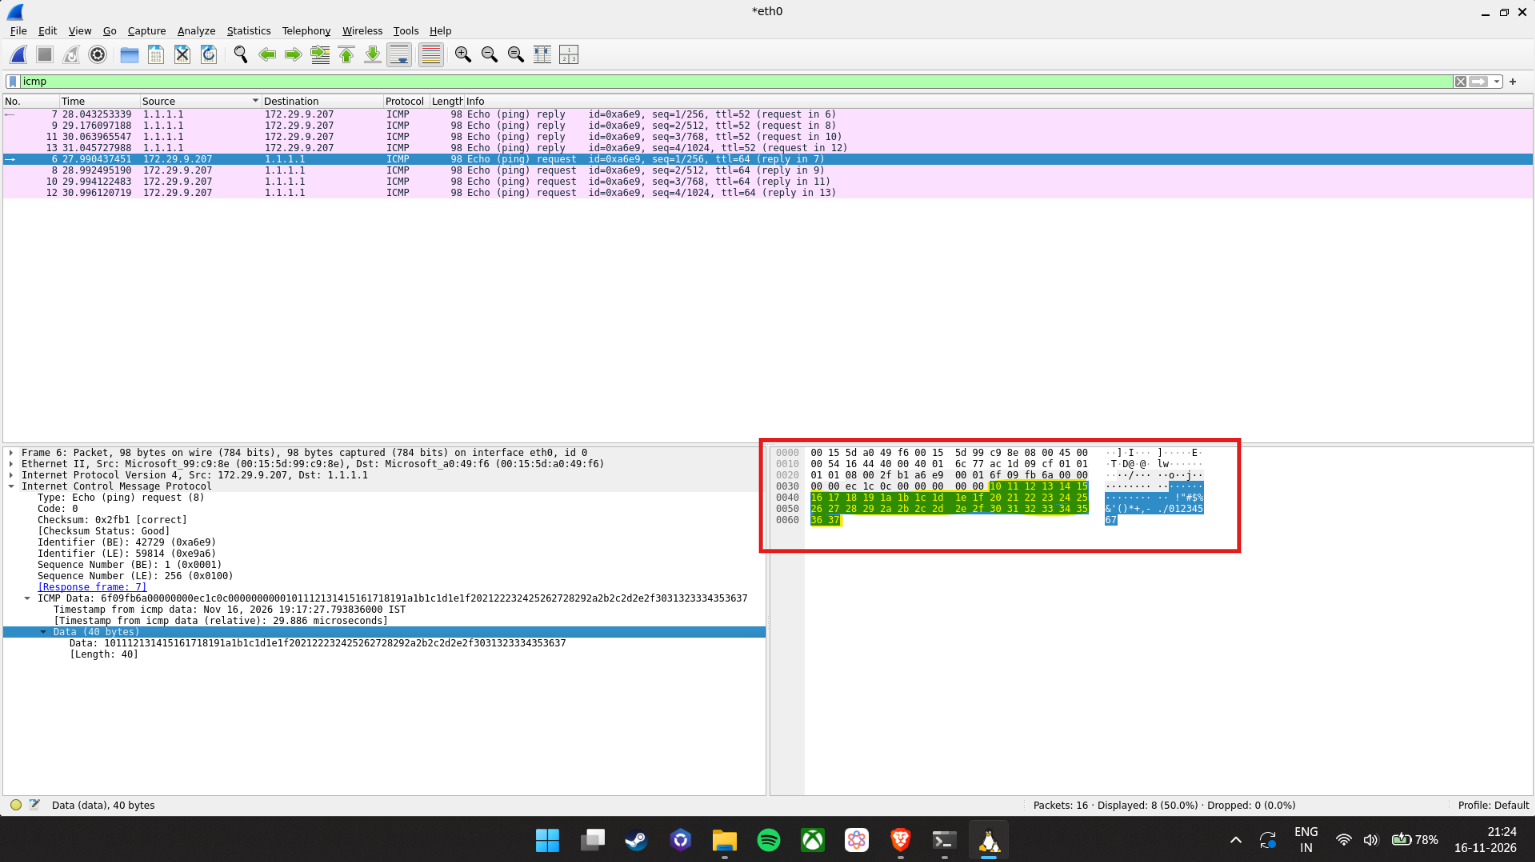 *eth0
File Edit View Go Capture Analyze Statistics Telephony Wireless Tools Help
icmp
No. Time Source Destination Protocol Length Info
7 28.043253339 1.1.1.1 172.29.9.207 ICMP 98 Echo (ping) reply id=0xa6e9, seq=1/256, ttl=52 (request in 6)
9 29.176097188 1.1.1.1 172.29.9.207 ICMP 98 Echo (ping) reply id=0xa6e9, seq=2/512, ttl=52 (request in 8)
11 30.063965547 1.1.1.1 172.29.9.207 ICMP 98 Echo (ping) reply id=0xa6e9, seq=3/768, ttl=52 (request in 10)
13 31.045727988 1.1.1.1 172.29.9.207 ICMP 98 Echo (ping) reply id=0xa6e9, seq=4/1024, ttl=52 (request in 12)
6 27.990437451 172.29.9.207 1.1.1.1 ICMP 98 Echo (ping) request id=0xa6e9, seq=1/256, ttl=64 (reply in 7)
8 28.992495190 172.29.9.207 1.1.1.1 ICMP 98 Echo (ping) request id=0xa6e9, seq=2/512, ttl=64 (reply in 9)
10 29.994122483 172.29.9.207 1.1.1.1 ICMP 98 Echo (ping) request id=0xa6e9, seq=3/768, ttl=64 (reply in 11)
12 30.996120719 172.29.9.207 1.1.1.1 ICMP 98 Echo (ping) request id=0xa6e9, seq=4/1024, ttl=64 (reply in 13)
Frame 6: Packet, 98 bytes on wire (784 bits), 98 bytes captured (784 bits) on interface eth0, id 0
Ethernet II, Src: Microsoft_99:c9:8e (00:15:5d:99:c9:8e), Dst: Microsoft_a0:49:f6 (00:15:5d:a0:49:f6)
Internet Protocol Version 4, Src: 172.29.9.207, Dst: 1.1.1.1
Internet Control Message Protocol
Type: Echo (ping) request (8)
Code: 0
Checksum: 0x2fb1 [correct]
[Checksum Status: Good]
Identifier (BE): 42729 (0xa6e9)
Identifier (LE): 59814 (0xe9a6)
Sequence Number (BE): 1 (0x0001)
Sequence Number (LE): 256 (0x0100)
[Response frame: 7]
ICMP Data: 6f09fb6a00000000ec1c0c0000000000101112131415161718191a1b1c1d1e1f202122232425262728292a2b2c2d2e2f3031323334353637
Timestamp from icmp data: Nov 16, 2026 19:17:27.793836000 IST
[Timestamp from icmp data (relative): 29.886 microseconds]
Data (40 bytes)
Data: 101112131415161718191a1b1c1d1e1f202122232425262728292a2b2c2d2e2f3031323334353637
[Length: 40]
0000 00 15 5d a0 49 f6 00 15 5d 99 c9 8e 08 00 45 00 ··]·I··· ]·····E·
0010 00 54 16 44 40 00 40 01 6c 77 ac 1d 09 cf 01 01 ·T·D@·@· lw······
0020 01 01 08 00 2f b1 a6 e9 00 01 6f 09 fb 6a 00 00 ····/··· ··o··j··
0030 00 00 ec 1c 0c 00 00 00 00 00 10 11 12 13 14 15 ········ ········
0040 16 17 18 19 1a 1b 1c 1d 1e 1f 20 21 22 23 24 25 ········ ·· !"#$%
0050 26 27 28 29 2a 2b 2c 2d 2e 2f 30 31 32 33 34 35 &'()*+,- ./012345
0060 36 37 67
Data (data), 40 bytes
Packets: 16 · Displayed: 8 (50.0%) · Dropped: 0 (0.0%)
Profile: Default
ENG
IN
78%
21:24
16-11-2026